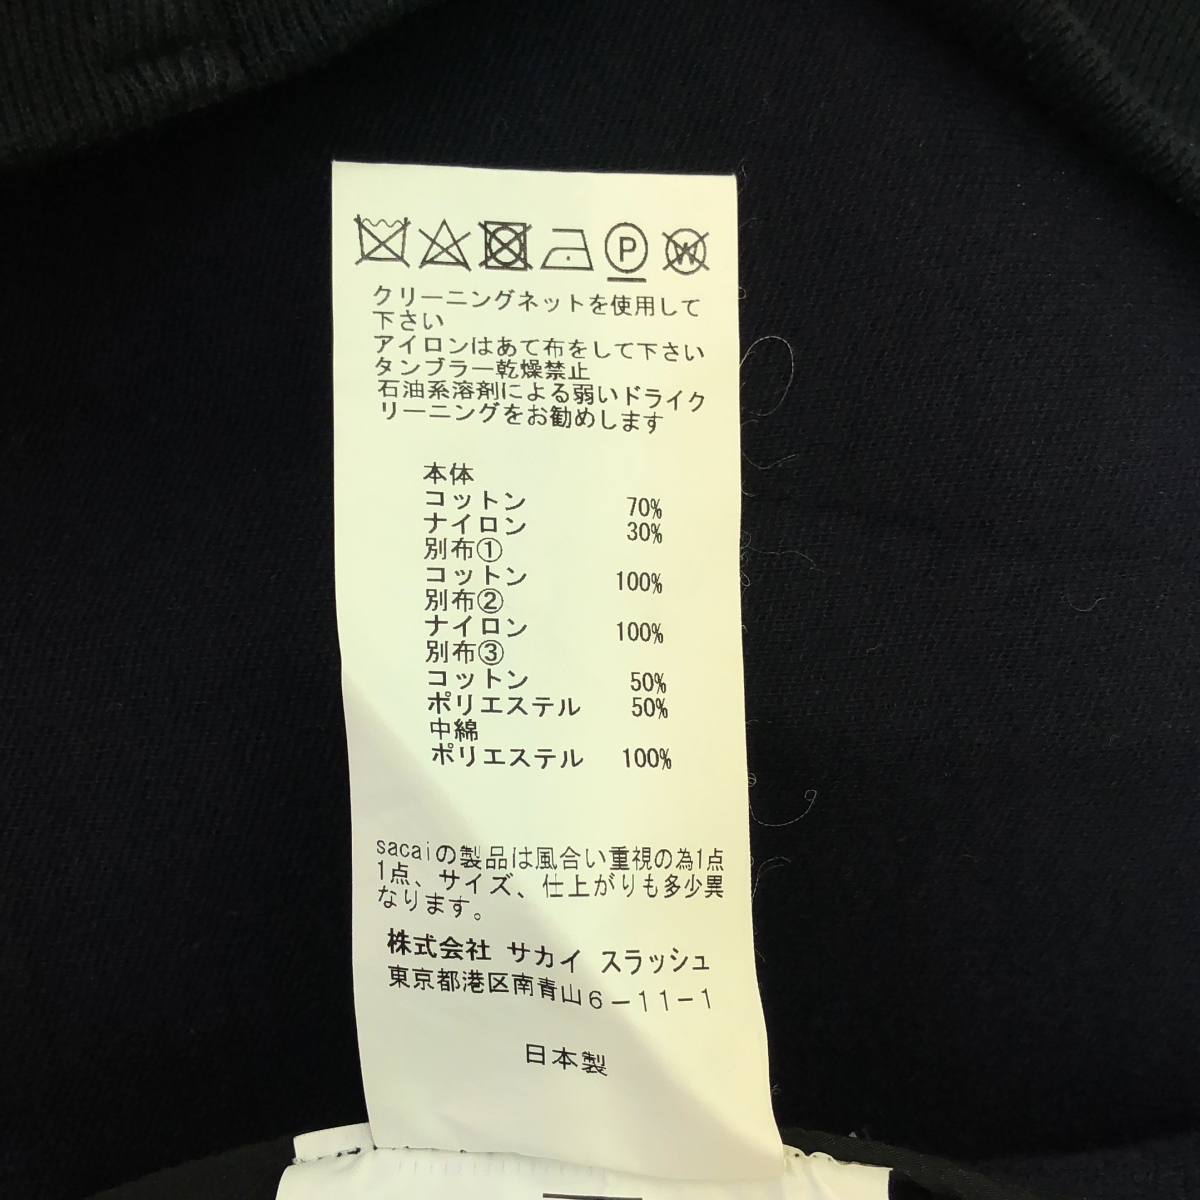 P W
クリーニングネットを使用して
下さい
アイロンはあて布をして下さい
タンブラー乾燥禁止
石油系溶剤による弱いドライク
リーニングをお勧めします
本体
コットン 70%
ナイロン 30%
別布①
コットン 100%
別布②
ナイロン 100%
別布③
コットン 50%
ポリエステル 50%
中綿
ポリエステル 100%
sacaiの製品は風合い重視の為1点
1点、サイズ、仕上がりも多少異
なります。
株式会社 サカイ スラッシュ
東京都港区南青山6-11-1
日本製